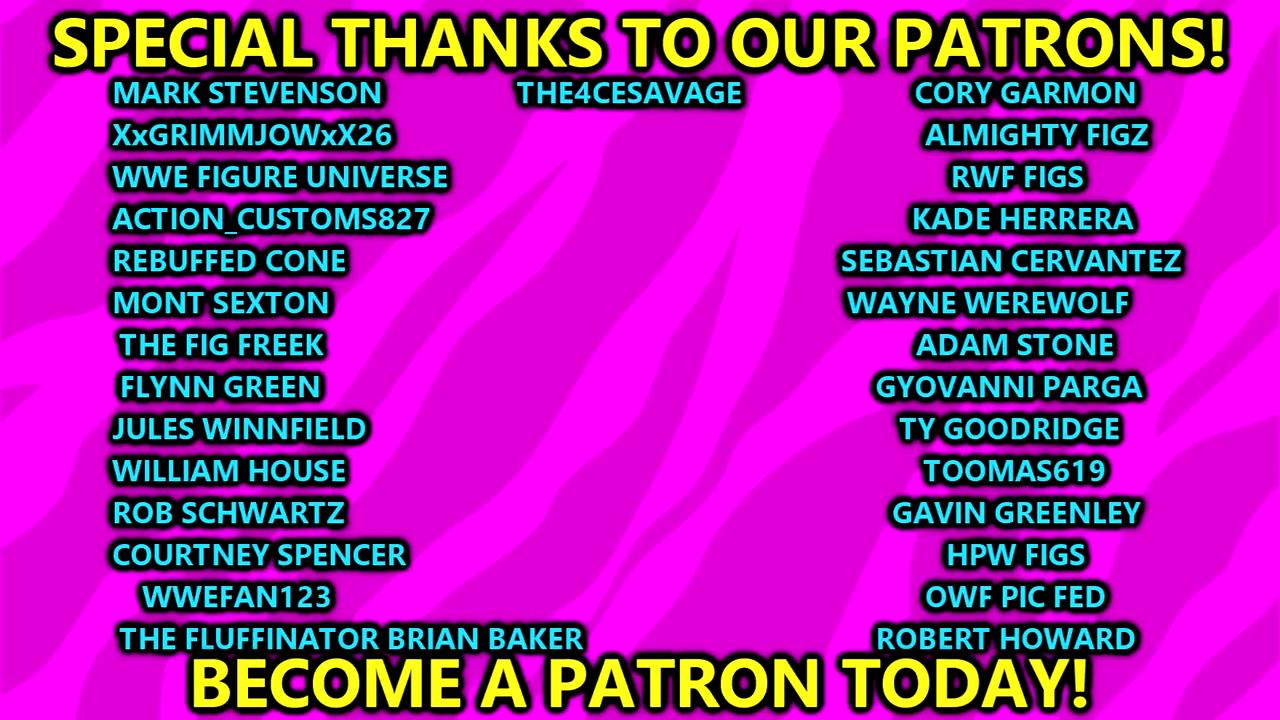 SPECIAL THANKS TO OUR PATRONS!
MARK STEVENSON
XxGRIMMJOWxX26
WWE FIGURE UNIVERSE
ACTION_CUSTOMS827
REBUFFED CONE
MONT SEXTON
THE FIG FREEK
FLYNN GREEN
JULES WINNFIELD
WILLIAM HOUSE
ROB SCHWARTZ
COURTNEY SPENCER
WWEFAN123
THE FLUFFINATOR BRIAN BAKER
THE4CESAVAGE
CORY GARMON
ALMIGHTY FIGZ
RWF FIGS
KADE HERRERA
SEBASTIAN CERVANTEZ
WAYNE WEREWOLF
ADAM STONE
GYOVANNI PARGA
TY GOODRIDGE
TOOMAS619
GAVIN GREENLEY
HPW FIGS
OWF PIC FED
ROBERT HOWARD
BECOME A PATRON TODAY!